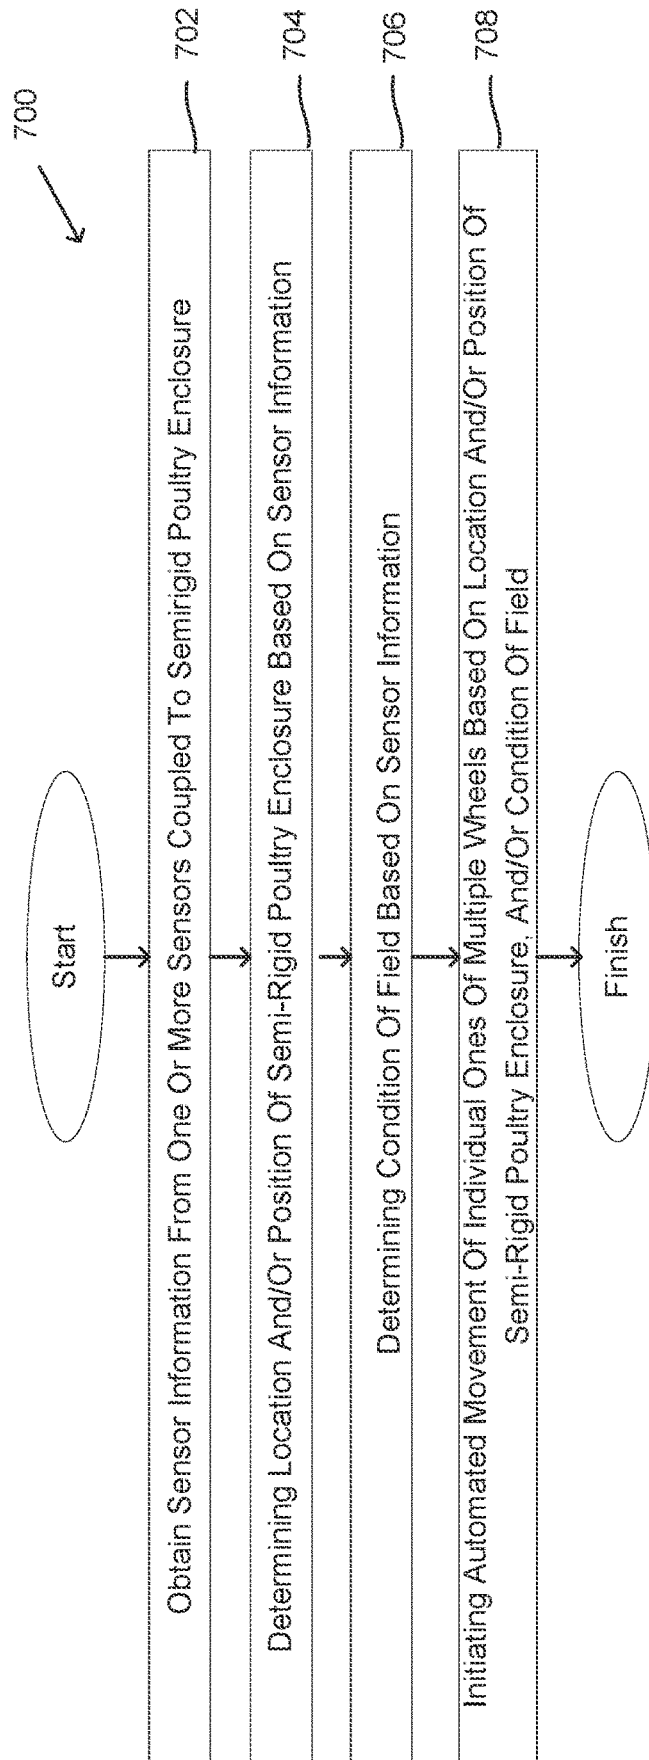 700
Start
Obtain Sensor Information From One Or More Sensors Coupled To Semirigid Poultry Enclosure
702
Determining Location And/Or Position Of Semi-Rigid Poultry Enclosure Based On Sensor Information
704
Determining Condition Of Field Based On Sensor Information
706
Initiating Automated Movement Of Individual Ones Of Multiple Wheels Based On Location And/Or Position Of
Semi-Rigid Poultry Enclosure, And/Or Condition Of Field
708
Finish